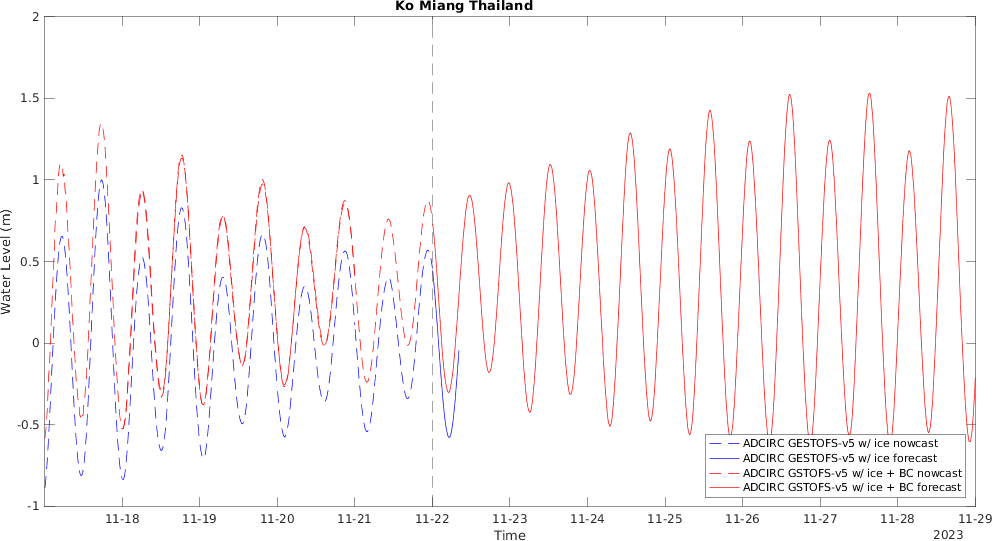 Ko Miang Thailand
2
1.5
1
0.5
0
-0.5
-1
Water Level (m)
ADCIRC GESTOFS-v5 w/ ice nowcast
ADCIRC GESTOFS-v5 w/ ice forecast
ADCIRC GSTOFS-v5 w/ ice + BC nowcast
ADCIRC GSTOFS-v5 w/ ice + BC forecast
11-18 11-19 11-20 11-21 11-22 11-23 11-24 11-25 11-26 11-27 11-28 11-29
Time
2023